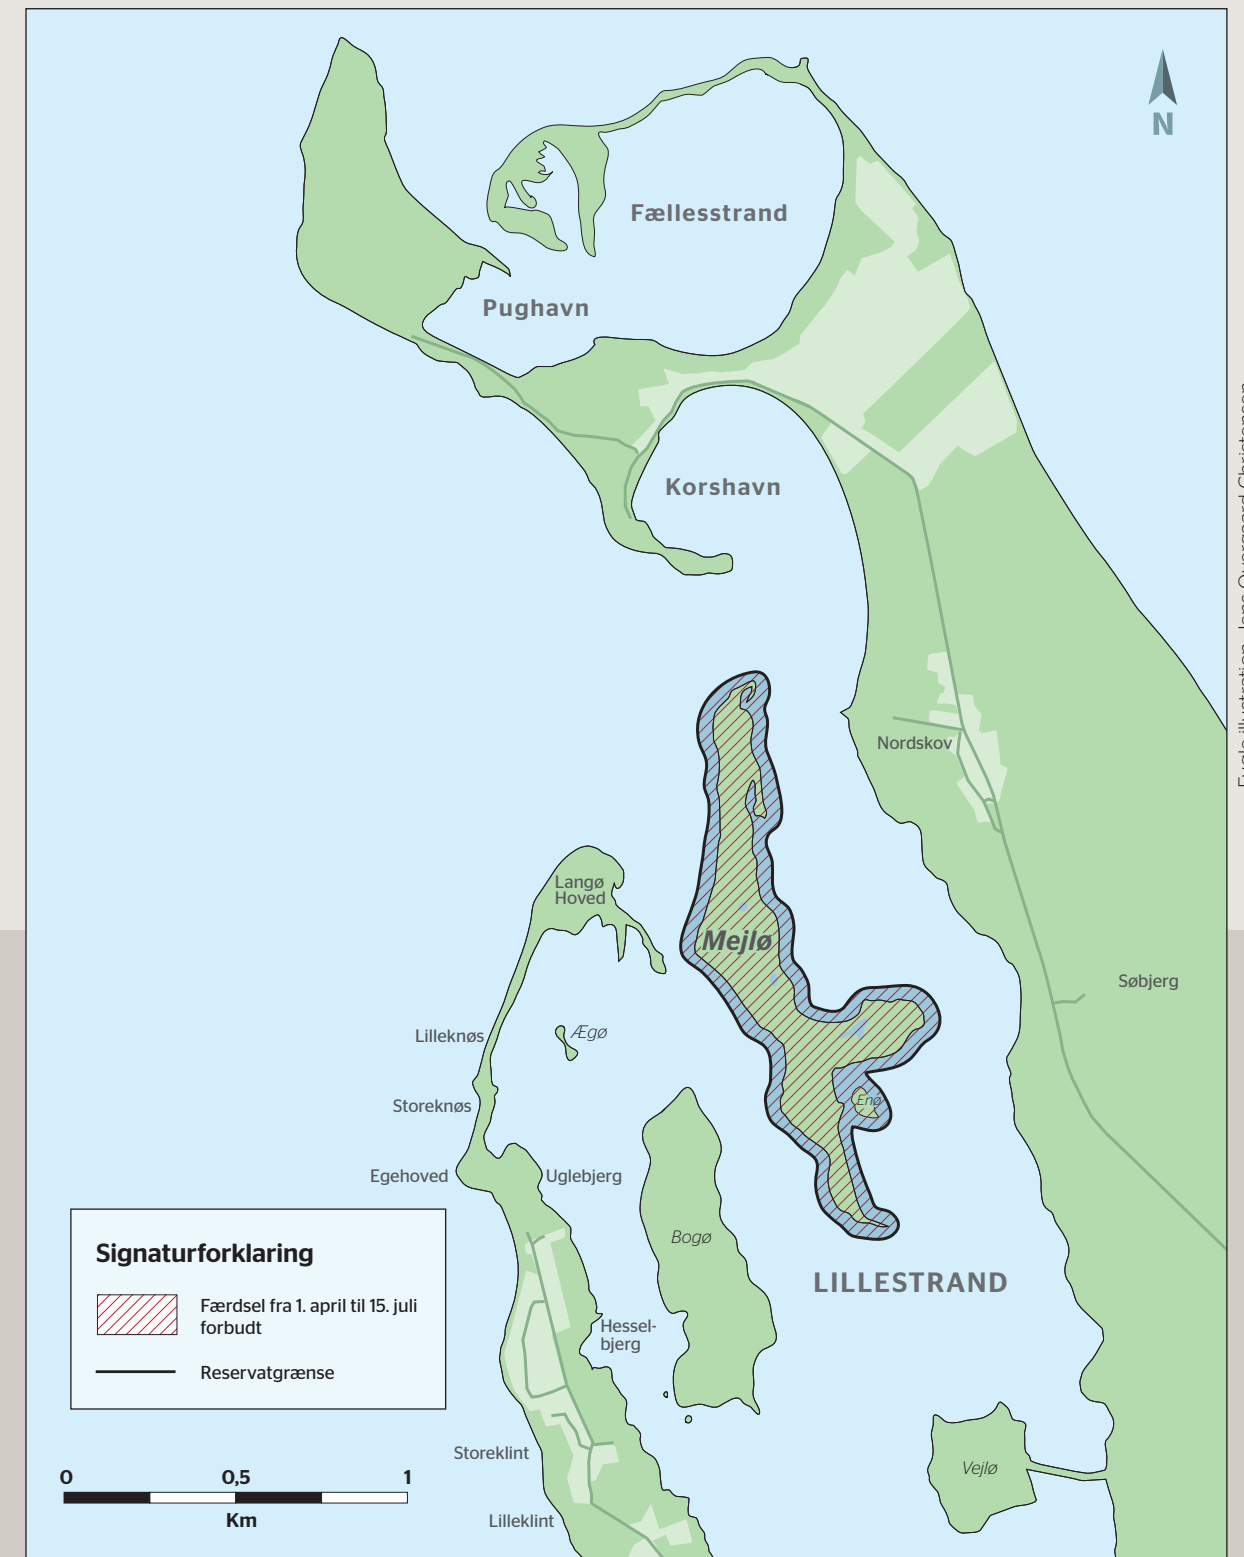 N
Fællesstrand
Pughavn
Korshavn
Nordskov
Langø
Hoved
Mejlø
Søbjerg
Lilleknøs
Ægø
Storeknøs
Enø
Egehoved
Uglebjerg
Bogø
LILLESTRAND
Signaturforklaring
Færdsel fra 1. april til 15. juli
forbudt
Reservatgrænse
Hessel-
bjerg
Storeklint
Vejlø
0 0,5 1
Km
Lilleklint